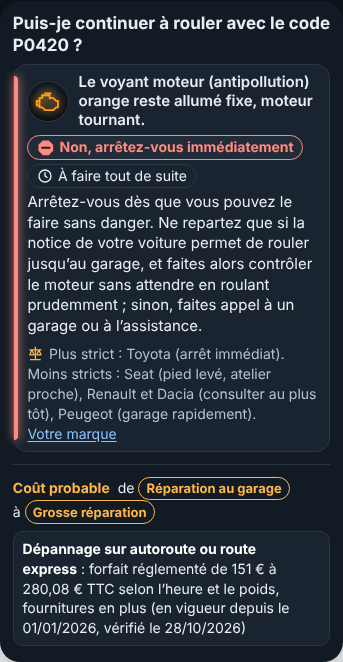 Puis-je continuer à rouler avec le code
P0420 ?
Le voyant moteur (antipollution)
orange reste allumé fixe, moteur
tournant.
Non, arrêtez-vous immédiatement
À faire tout de suite
Arrêtez-vous dès que vous pouvez le
faire sans danger. Ne repartez que si la
notice de votre voiture permet de rouler
jusqu’au garage, et faites alors contrôler
le moteur sans attendre en roulant
prudemment ; sinon, faites appel à un
garage ou à l’assistance.
Plus strict : Toyota (arrêt immédiat).
Moins stricts : Seat (pied levé, atelier
proche), Renault et Dacia (consulter au plus
tôt), Peugeot (garage rapidement).
Votre marque
Coût probable de Réparation au garage
à Grosse réparation
Dépannage sur autoroute ou route
express : forfait réglementé de 151 € à
280,08 € TTC selon l’heure et le poids,
fournitures en plus (en vigueur depuis le
01/01/2026, vérifié le 28/10/2026)